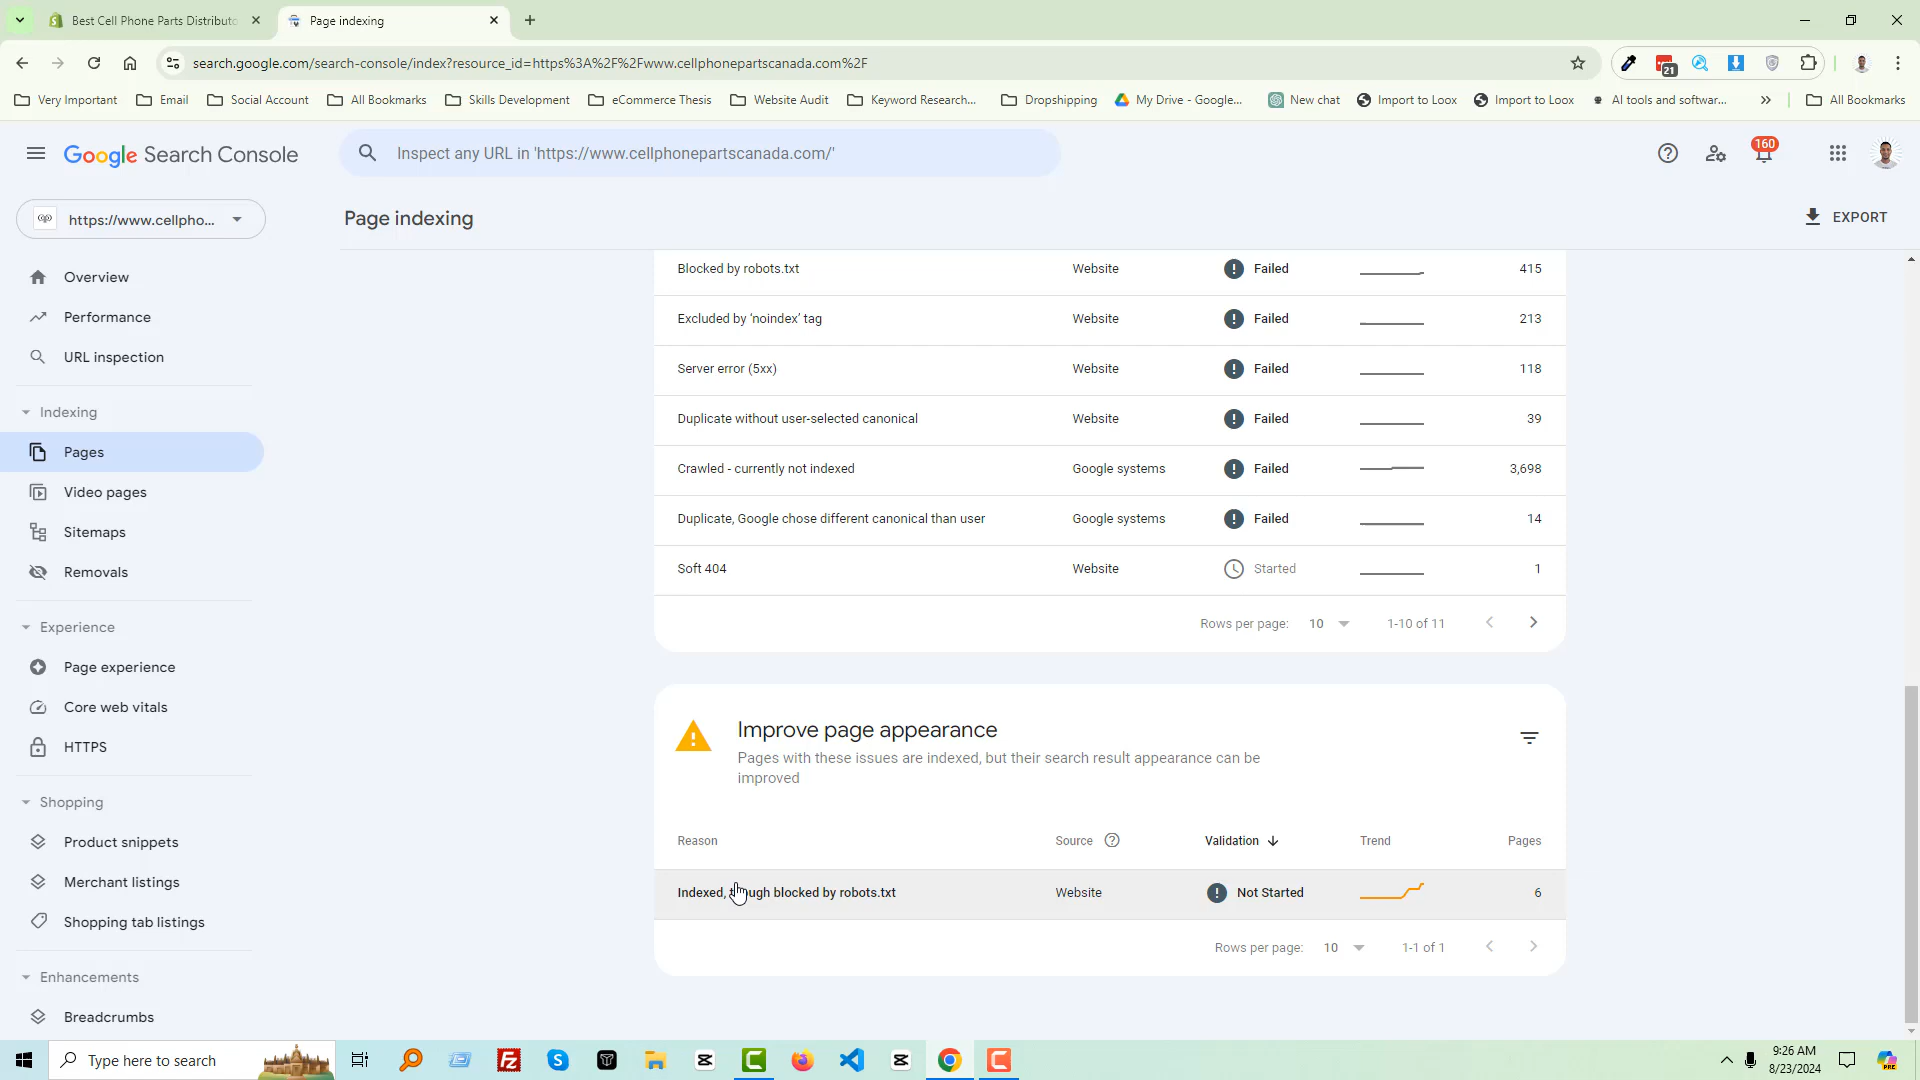 Best Cell Phone Parts Distributo
Page indexing
search.google.com/search-console/index?resource_id=https%3A%2F%2Fwww.cellphonepartscanada.com%2F
21
Very Important
Email
Social Account
All Bookmarks
Skills Development
eCommerce Thesis
Website Audit
Keyword Research...
Dropshipping
My Drive - Google...
New chat
Import to Loox
Import to Loox
AI tools and softwar...
All Bookmarks
Google Search Console
Inspect any URL in 'https://www.cellphonepartscanada.com/'
160
https://www.cellpho...
Page indexing
EXPORT
Overview
Performance
URL inspection
Indexing
Pages
Video pages
Sitemaps
Removals
Experience
Page experience
Core web vitals
HTTPS
Shopping
Product snippets
Merchant listings
Shopping tab listings
Enhancements
Breadcrumbs
Blocked by robots.txt Website Failed 415
Excluded by ‘noindex’ tag Website Failed 213
Server error (5xx) Website Failed 118
Duplicate without user-selected canonical Website Failed 39
Crawled - currently not indexed Google systems Failed 3,698
Duplicate, Google chose different canonical than user Google systems Failed 14
Soft 404 Website Started 1
Rows per page: 10 1-10 of 11
Improve page appearance
Pages with these issues are indexed, but their search result appearance can be
improved
Reason Source Validation Trend Pages
Indexed, though blocked by robots.txt Website Not Started 6
Rows per page: 10 1-1 of 1
Type here to search
9:26 AM
8/23/2024
PRE